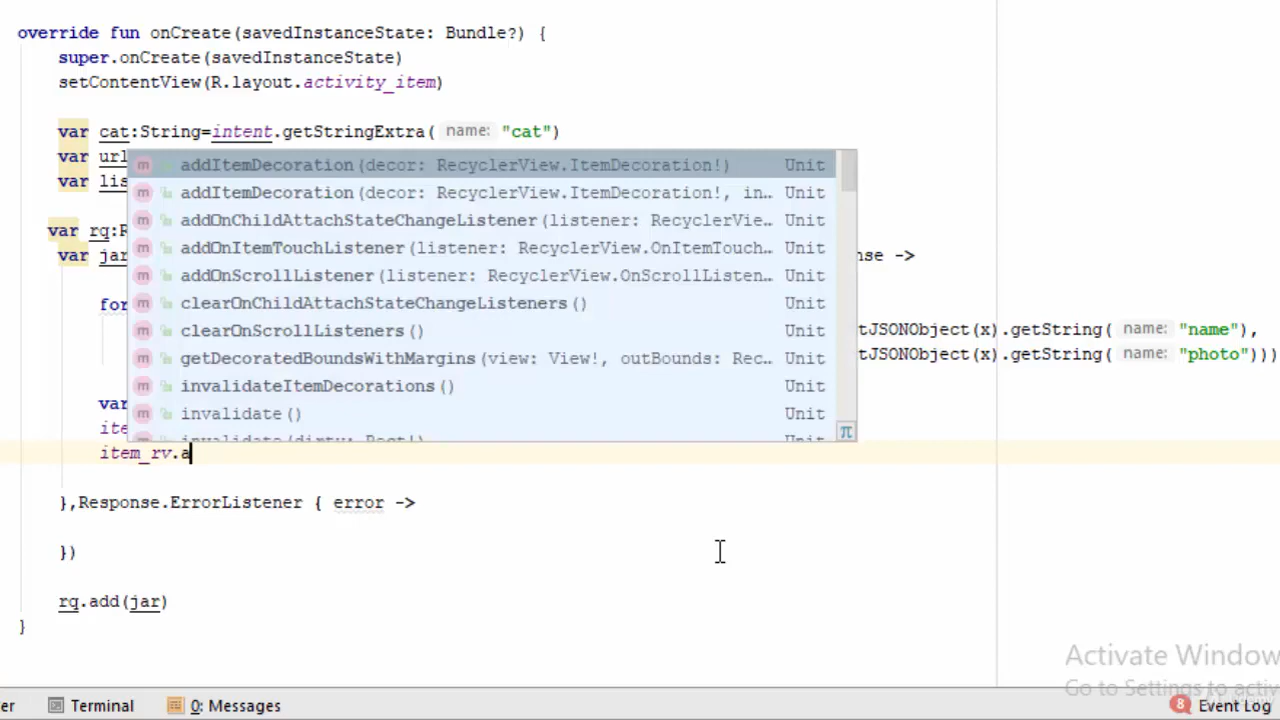 override fun onCreate(savedInstanceState: Bundle?) {
super.onCreate(savedInstanceState)
setContentView(R.layout.activity_item)
var cat:String=intent.getStringExtra( name: "cat")
var url
var lis
addItemDecoration(decor: RecyclerView.ItemDecoration!) Unit
addItemDecoration(decor: RecyclerView.ItemDecoration!, in… Unit
addOnChildAttachStateChangeListener(listener: RecyclerVie… Unit
var rq:R
addOnItemTouchListener(listener: RecyclerView.OnItemTouch… Unit
var jar
nse ->
addOnScrollListener(listener: RecyclerView.OnScrollListen… Unit
for
clearOnChildAttachStateChangeListeners() Unit
clearOnScrollListeners() Unit
tJSONObject(x).getString( name: "name"),
getDecoratedBoundsWithMargins(view: View!, outBounds: Rec… Unit
tJSONObject(x).getString( name: "photo")))
invalidateItemDecorations() Unit
var
invalidate() Unit
ite
invalidate(dirty: Rect!) Unit
item_rv.a
},Response.ErrorListener { error ->
})
rq.add(jar)
}
Activate Window
Go to Settings to activ
er Terminal 0: Messages 8 Event Log